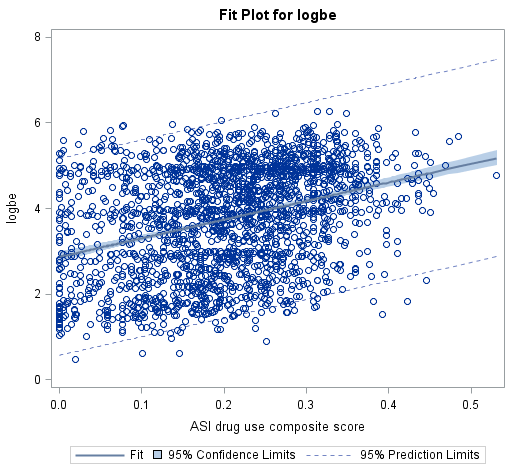 Fit Plot for logbe
8
6
4
2
0
logbe
0.0 0.1 0.2 0.3 0.4 0.5
ASI drug use composite score
Fit 95% Confidence Limits 95% Prediction Limits